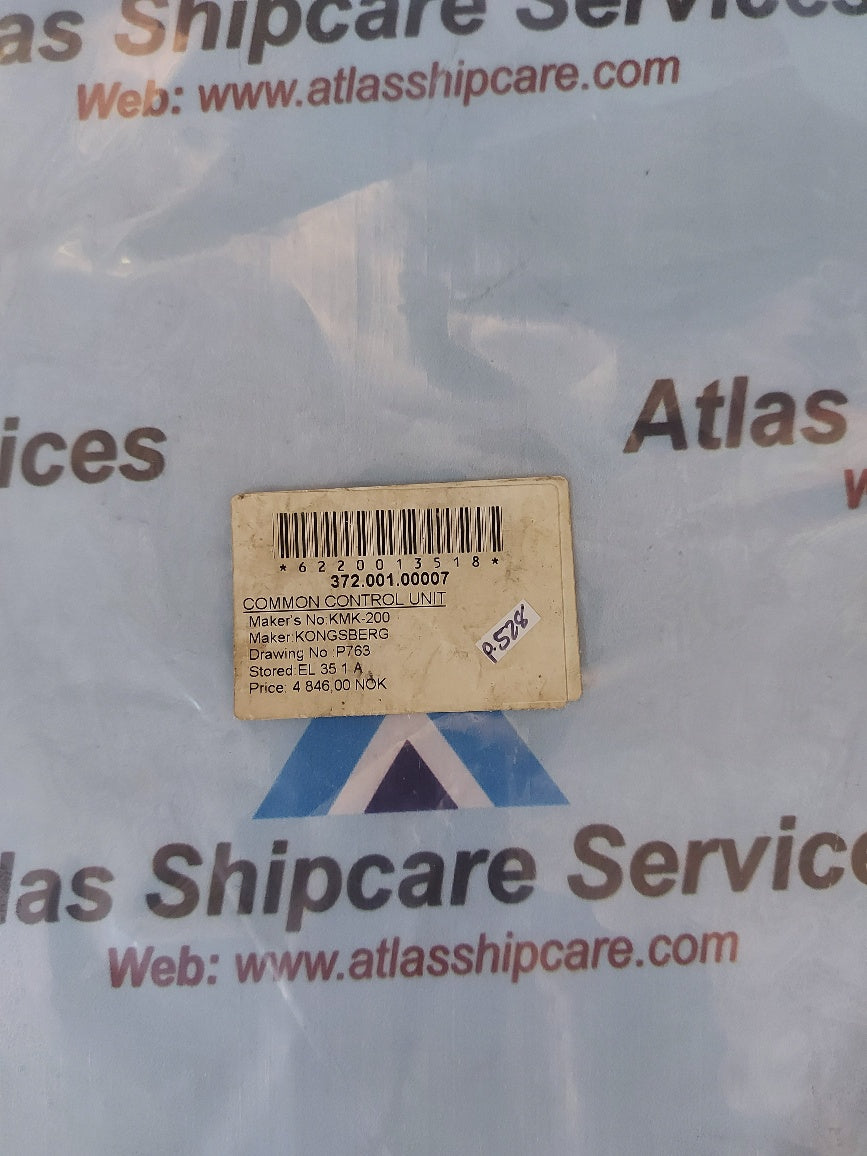 as Shipcare Services
Web: www.atlasshipcare.com
ices
Atlas
W
*6220013518*
372.001.00007
COMMON CONTROL UNIT
Maker's No:KMK-200
Maker:KONGSBERG
Drawing No :P763
Stored:EL 35 1 A
Price: 4 846,00 NOK
P.528
las Shipcare Service
Web: www.atlasshipcare.com